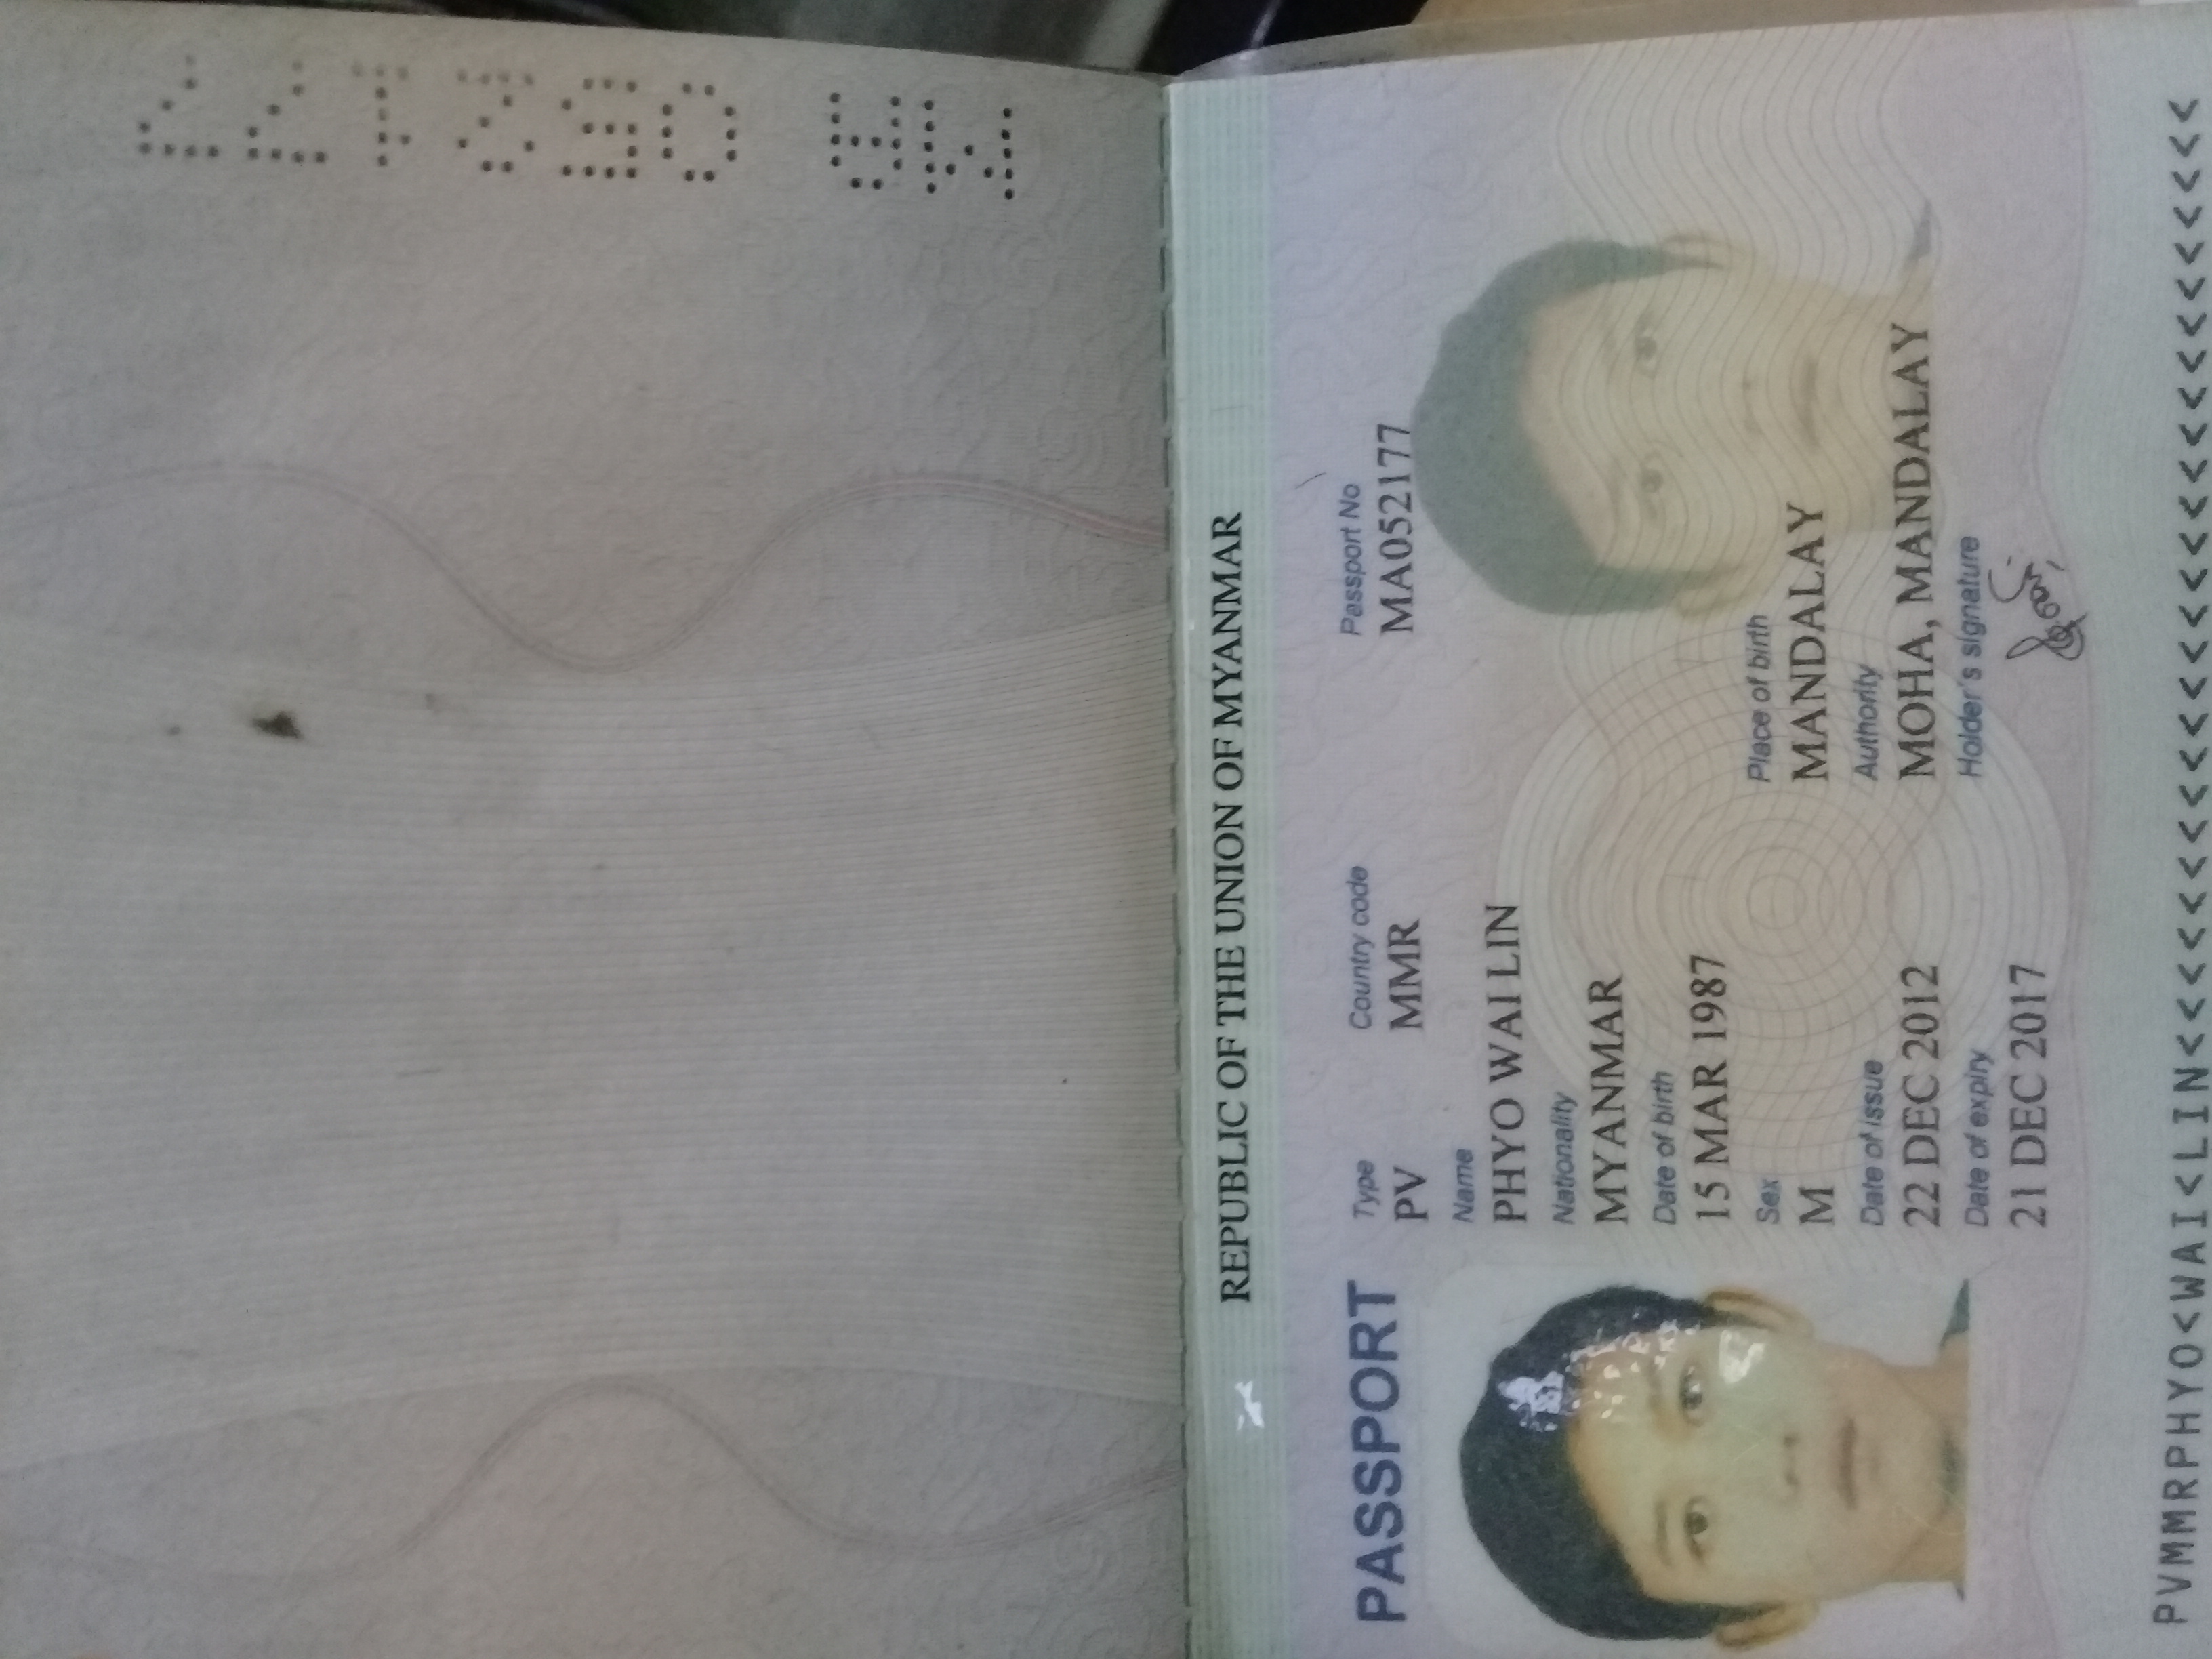 MA 052177
REPUBLIC OF THE UNION OF MYANMAR
PASSPORT
Type Country code Passport No
PV MMR MA052177
Name
PHYO WAI LIN
Nationality
MYANMAR
Date of birth
15 MAR 1987
Sex Place of birth
M MANDALAY
Date of issue Authority
22 DEC 2012 MOHA, MANDALAY
Date of expiry Holder's signature
21 DEC 2017
PVMMRPHYO<WAI<LIN<<<<<<<<<<<<<<<<<<<<<<<<<<<